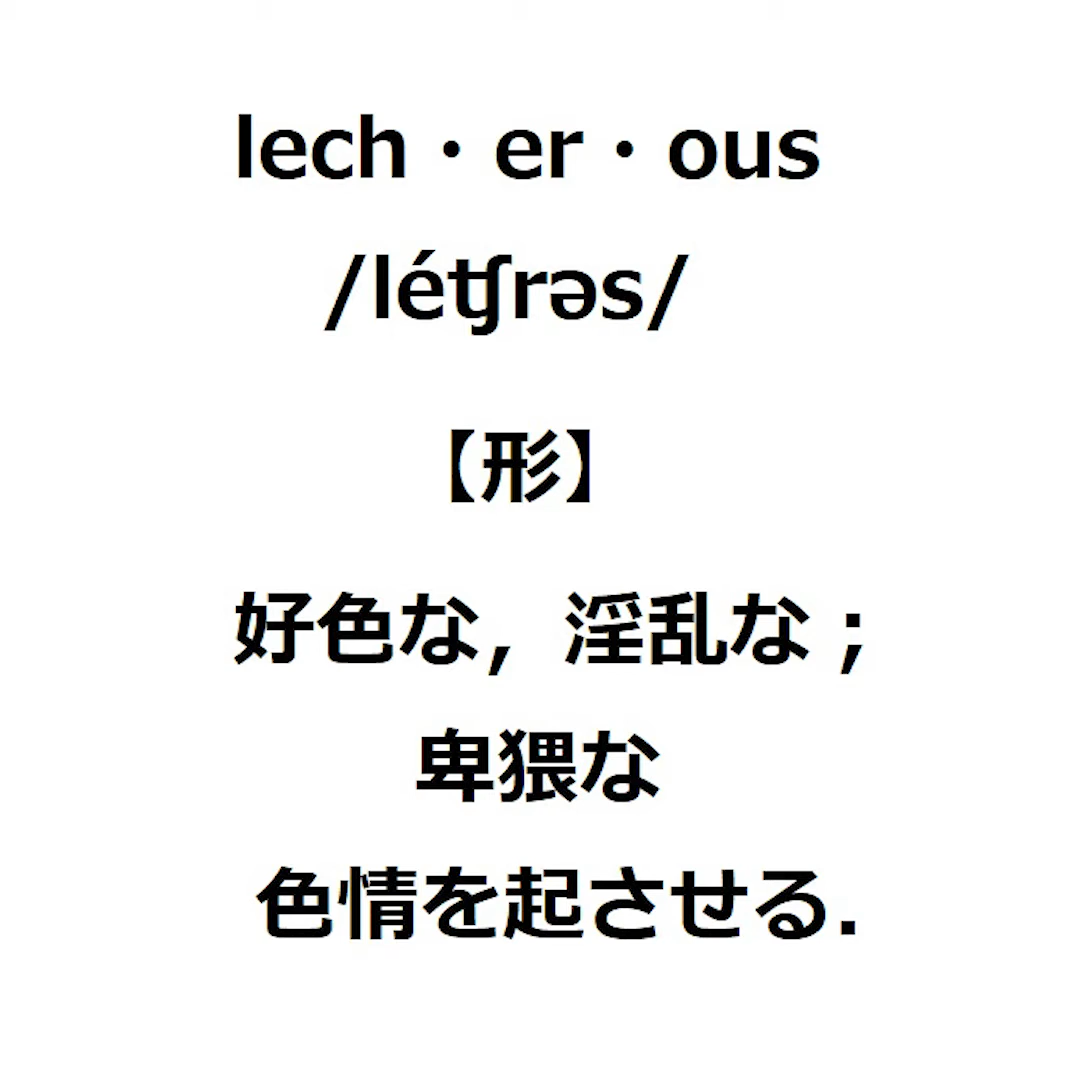 lech・er・ous
/létʃrəs/
【形】
好色な，淫乱な；
卑猥な
色情を起させる．